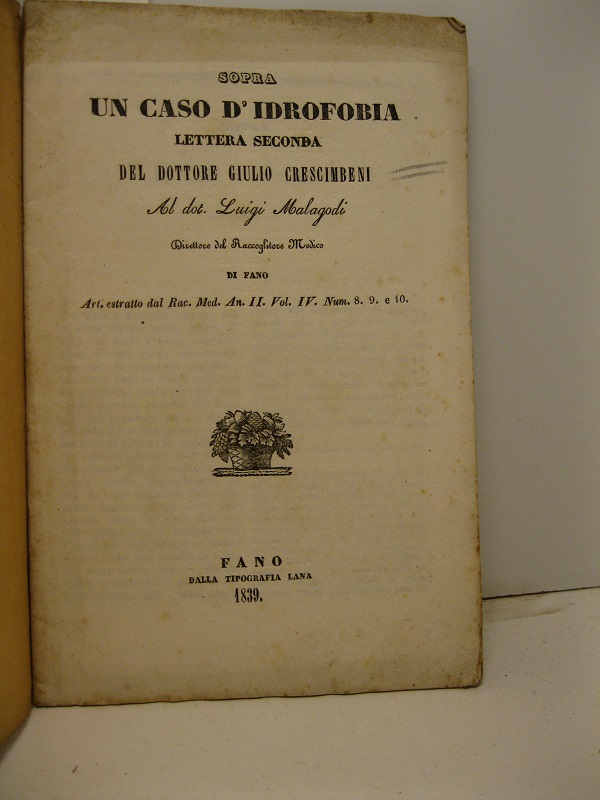 SOPRA
UN CASO D'IDROFOBIA
LETTERA SECONDA
DEL DOTTORE GIULIO CRESCIMBENI
Al dot. Luigi Malagodi
Direttore del Raccoglitore Medico
DI FANO
Art. estratto dal Rac. Med. An. II. Vol. IV. Num. 8. 9. e 10.
FANO
DALLA TIPOGRAFIA LANA
1839.